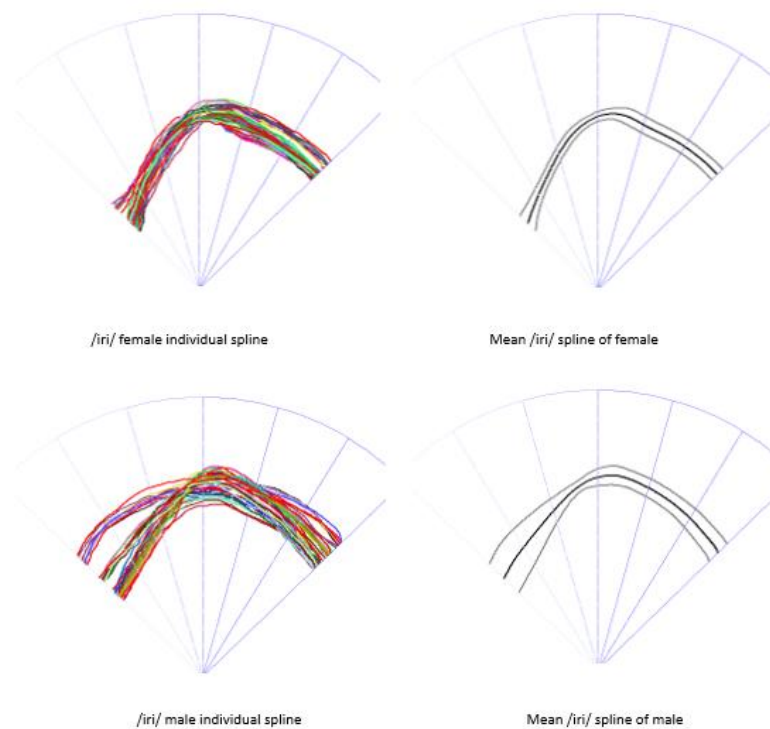 /iri/ female individual spline
Mean /iri/ spline of female
/iri/ male individual spline
Mean /iri/ spline of male